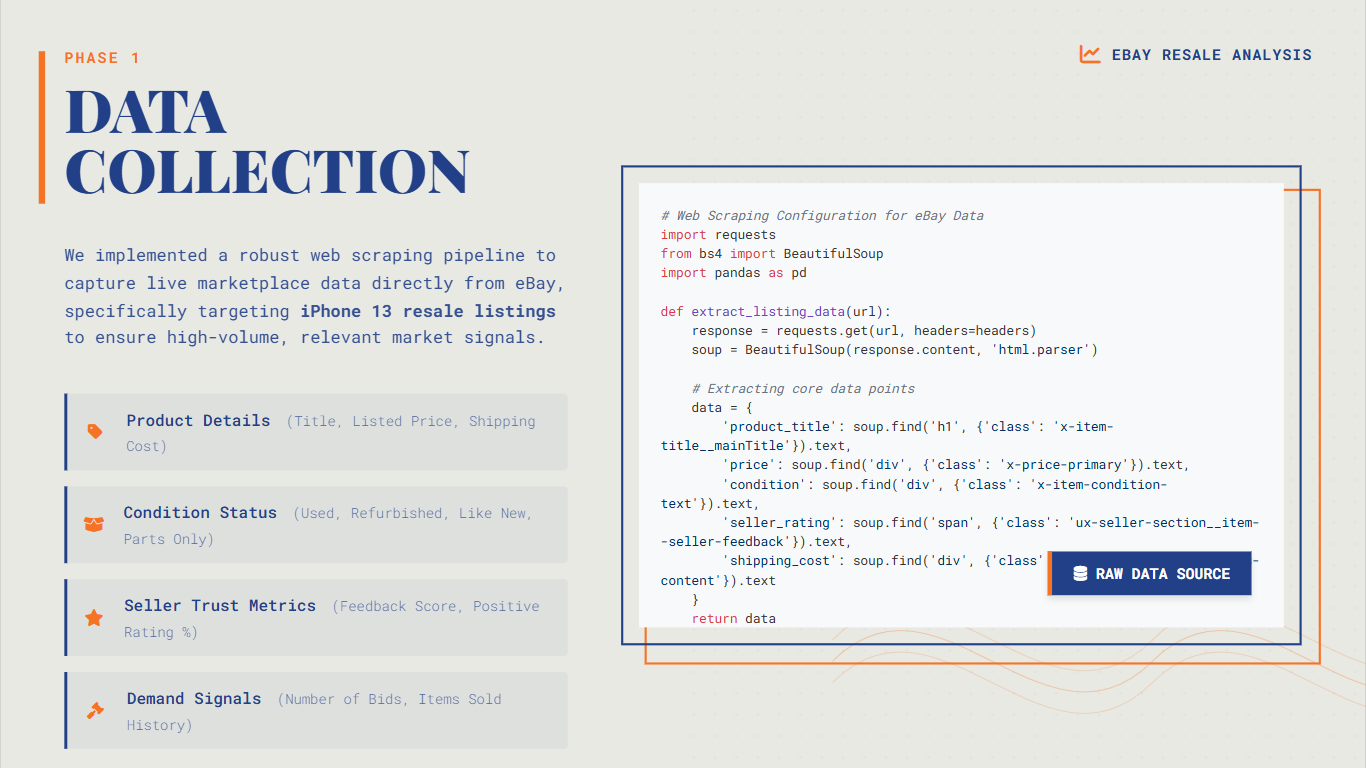 PHASE 1
DATA
COLLECTION
EBAY RESALE ANALYSIS
We implemented a robust web scraping pipeline to
capture live marketplace data directly from eBay,
specifically targeting iPhone 13 resale listings
to ensure high-volume, relevant market signals.
Product Details (Title, Listed Price, Shipping
Cost)
Condition Status (Used, Refurbished, Like New,
Parts Only)
Seller Trust Metrics (Feedback Score, Positive
Rating %)
Demand Signals (Number of Bids, Items Sold
History)
# Web Scraping Configuration for eBay Data
import requests
from bs4 import BeautifulSoup
import pandas as pd
def extract_listing_data(url):
    response = requests.get(url, headers=headers)
    soup = BeautifulSoup(response.content, 'html.parser')
    # Extracting core data points
    data = {
        'product_title': soup.find('h1', {'class': 'x-item-
title__mainTitle'}).text,
        'price': soup.find('div', {'class': 'x-price-primary'}).text,
        'condition': soup.find('div', {'class': 'x-item-condition-
text'}).text,
        'seller_rating': soup.find('span', {'class': 'ux-seller-section__item-
-seller-feedback'}).text,
        'shipping_cost': soup.find('div', {'class'
content'}).text
    }
    return data
RAW DATA SOURCE